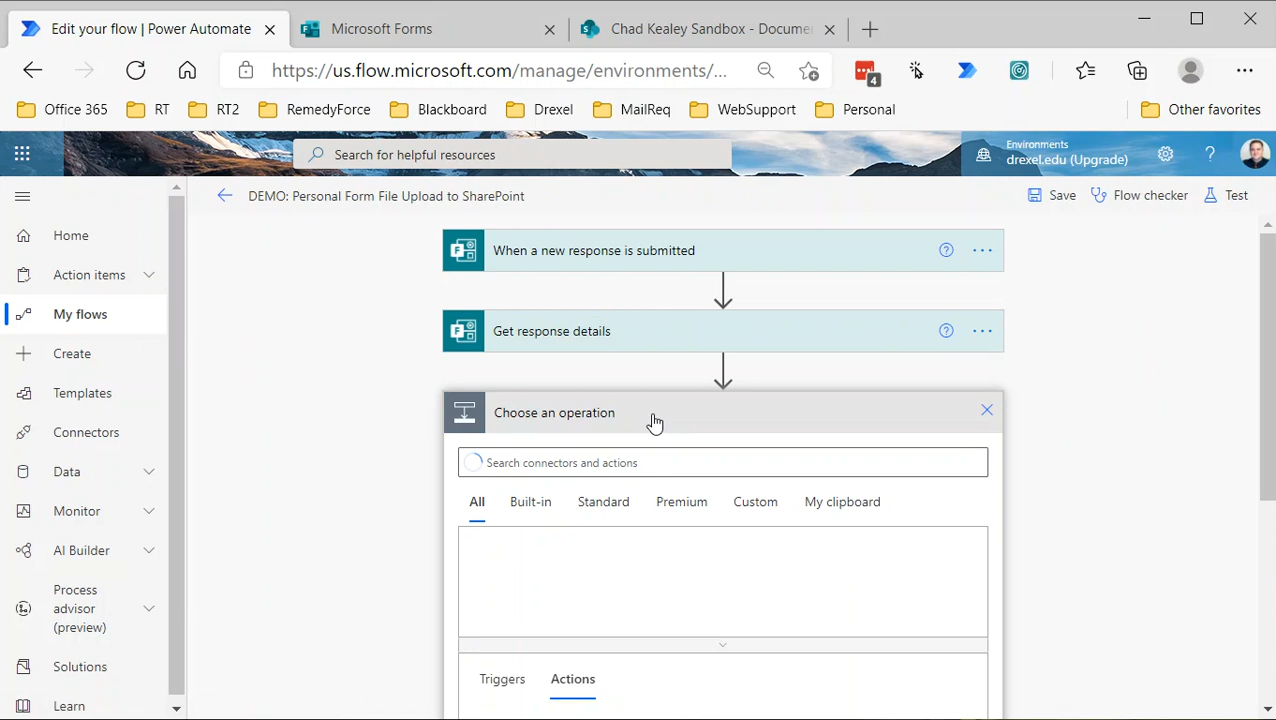 Edit your flow | Power Automate
Microsoft Forms
Chad Kealey Sandbox - Docume
https://us.flow.microsoft.com/manage/environments/...
4
Office 365
RT
RT2
RemedyForce
Blackboard
Drexel
MailReq
WebSupport
Personal
Other favorites
Search for helpful resources
Environments
drexel.edu (Upgrade)
?
DEMO: Personal Form File Upload to SharePoint
Save
Flow checker
Test
Home
Action items
My flows
Create
Templates
Connectors
Data
Monitor
AI Builder
Process
advisor
(preview)
Solutions
Learn
When a new response is submitted
Get response details
Choose an operation
Search connectors and actions
All
Built-in
Standard
Premium
Custom
My clipboard
Triggers
Actions